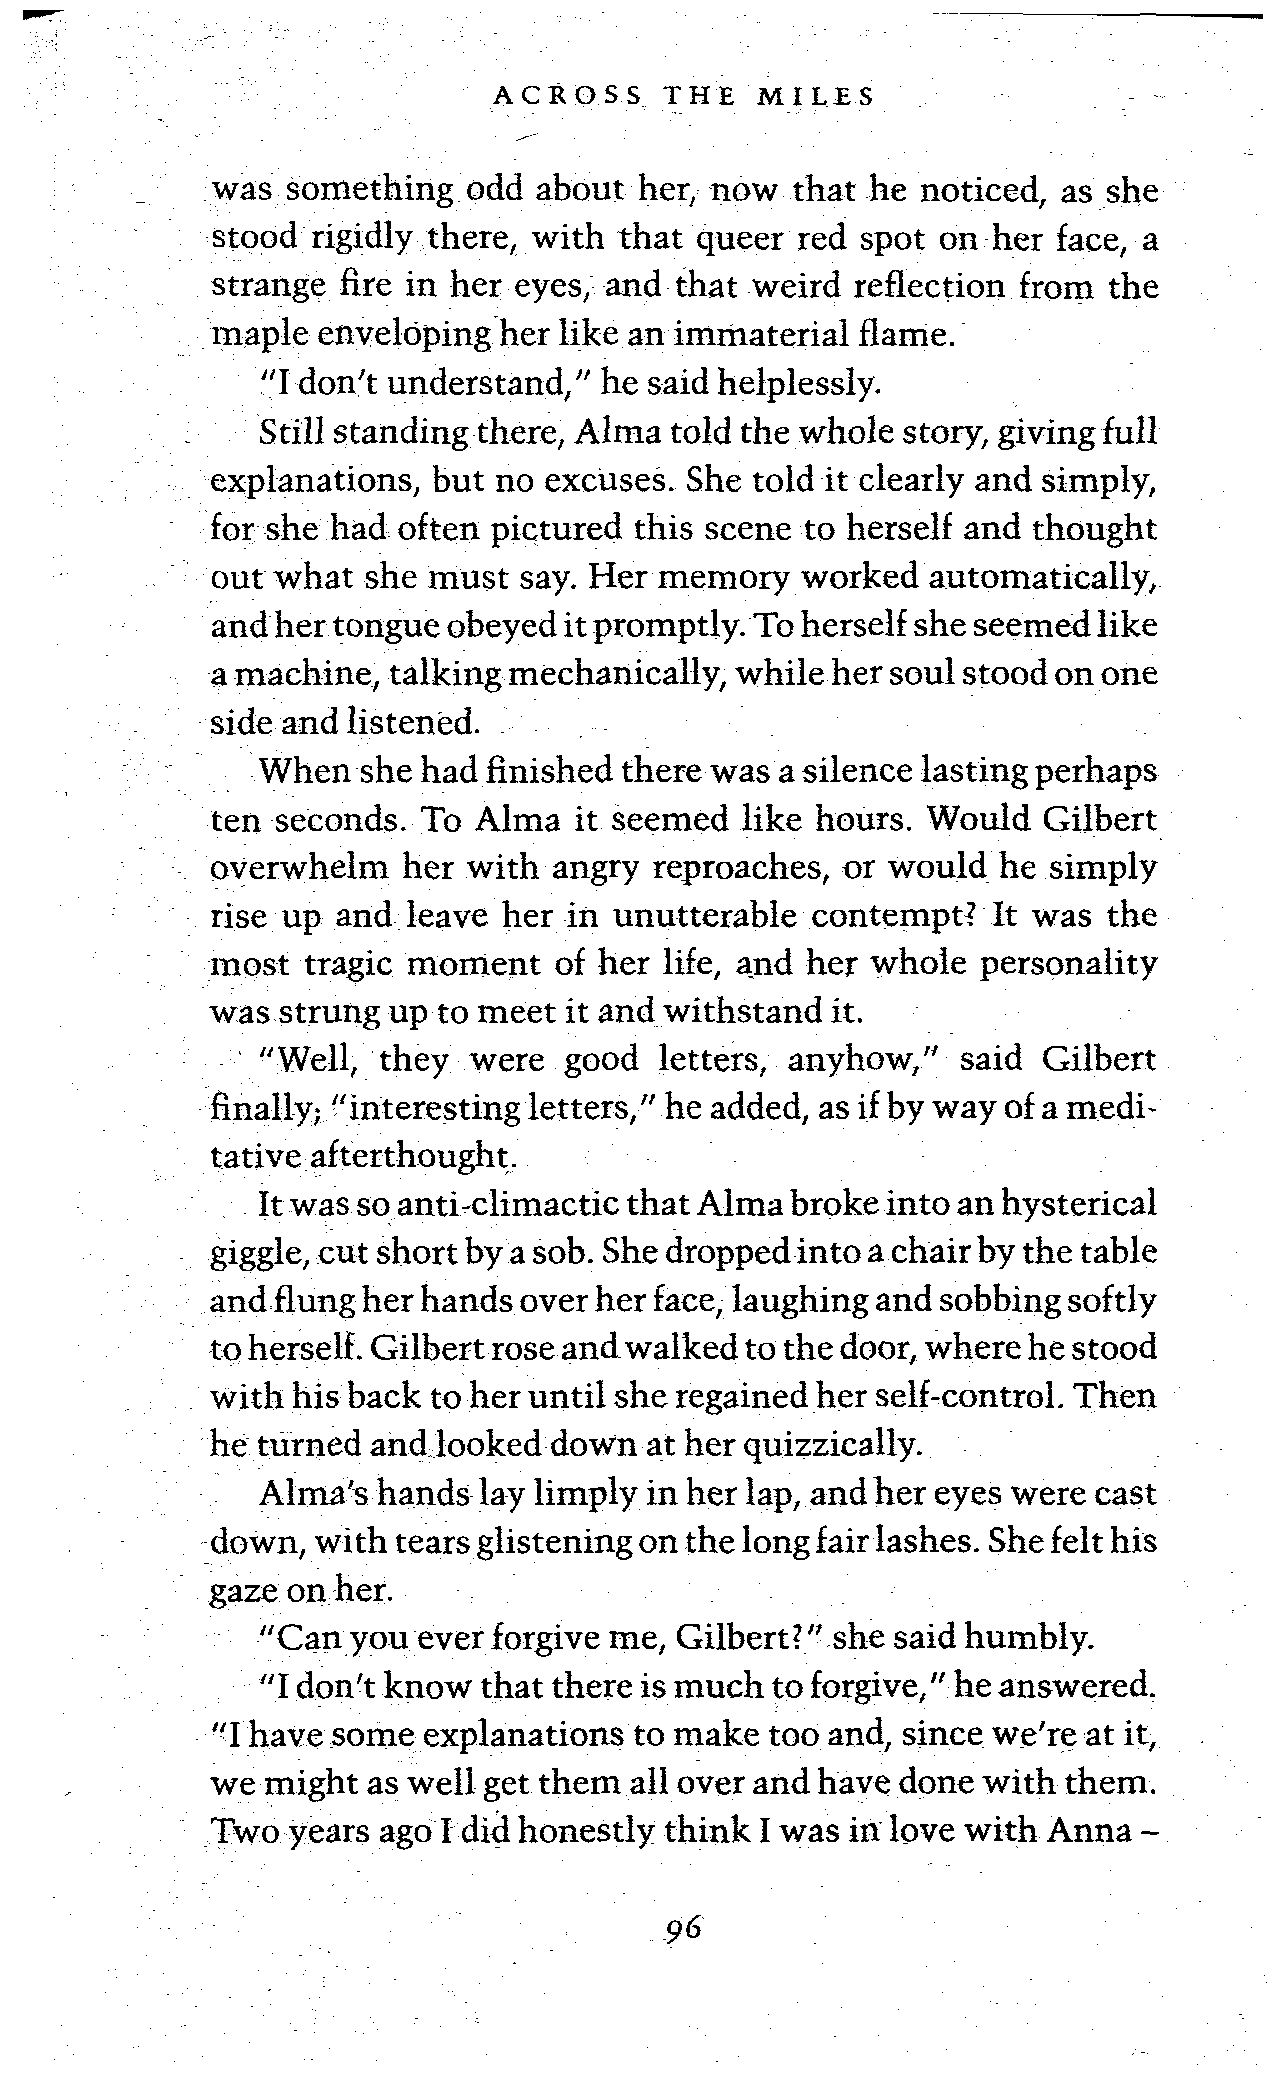 ACROSS THE MILES
was something odd about her, now that he noticed, as she
stood rigidly there, with that queer red spot on her face, a
strange fire in her eyes, and that weird reflection from the
maple enveloping her like an immaterial flame.
"I don't understand," he said helplessly.
Still standing there, Alma told the whole story, giving full
explanations, but no excuses. She told it clearly and simply,
for she had often pictured this scene to herself and thought
out what she must say. Her memory worked automatically,
and her tongue obeyed it promptly. To herself she seemed like
a machine, talking mechanically, while her soul stood on one
side and listened.
When she had finished there was a silence lasting perhaps
ten seconds. To Alma it seemed like hours. Would Gilbert
overwhelm her with angry reproaches, or would he simply
rise up and leave her in unutterable contempt? It was the
most tragic moment of her life, and her whole personality
was strung up to meet it and withstand it.
"Well, they were good letters, anyhow," said Gilbert
finally; "interesting letters," he added, as if by way of a medi-
tative afterthought.
It was so anti-climactic that Alma broke into an hysterical
giggle, cut short by a sob. She dropped into a chair by the table
and flung her hands over her face, laughing and sobbing softly
to herself. Gilbert rose and walked to the door, where he stood
with his back to her until she regained her self-control. Then
he turned and looked down at her quizzically.
Alma's hands lay limply in her lap, and her eyes were cast
down, with tears glistening on the long fair lashes. She felt his
gaze on her.
"Can you ever forgive me, Gilbert?" she said humbly.
"I don't know that there is much to forgive," he answered.
"I have some explanations to make too and, since we're at it,
we might as well get them all over and have done with them.
Two years ago I did honestly think I was in love with Anna –
96